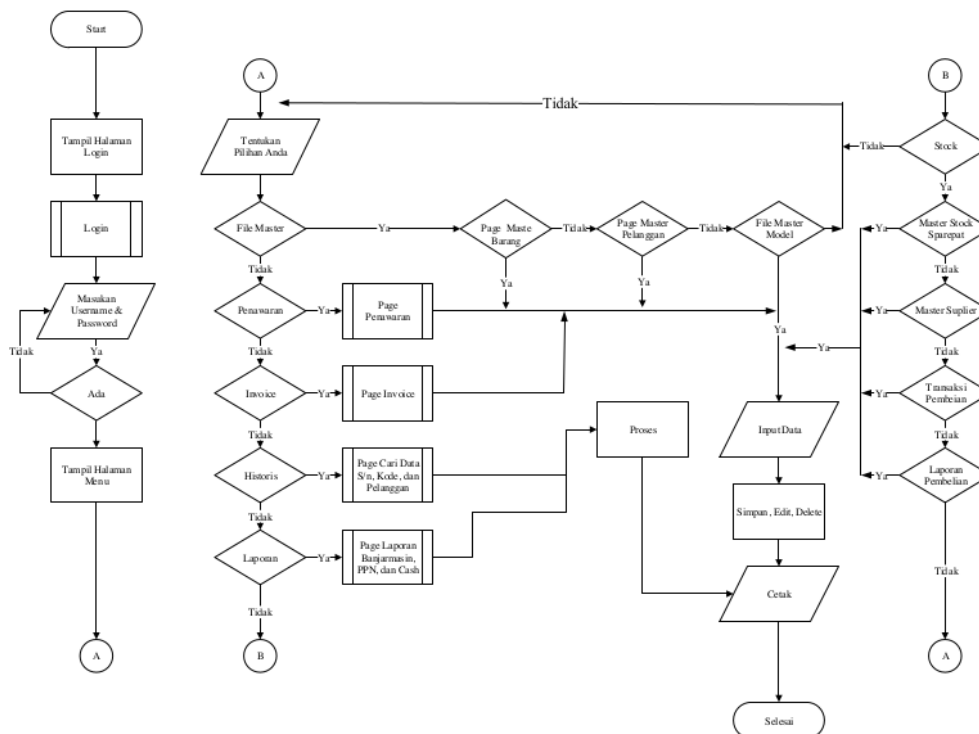 Start
Tampil Halaman
Login
Login
Masukan
Username &
Password
Tidak
Ya
Ada
Tampil Halaman
Menu
A
A
Tidak
Tentukan
Pilihan Anda
File Master
Ya
Page Maste
Barang
Tidak
Page Master
Pelanggan
Tidak
File Master
Model
Tidak
Ya
Ya
Penawaran
Ya
Page
Penawaran
Ya
Tidak
Invoice
Ya
Page Invoice
Tidak
Historis
Ya
Page Cari Data
S/n, Kode, dan
Pelanggan
Tidak
Laporan
Ya
Page Laporan
Banjarmasin,
PPN, dan Cash
Tidak
B
Proses
Input Data
Simpan, Edit, Delete
Cetak
Selesai
B
Stock
Tidak
Ya
Master Stock
Sparepat
Ya
Tidak
Master Suplier
Ya
Tidak
Ya
Transaksi
Pembeian
Ya
Tidak
Laporan
Pembelian
Ya
Tidak
A